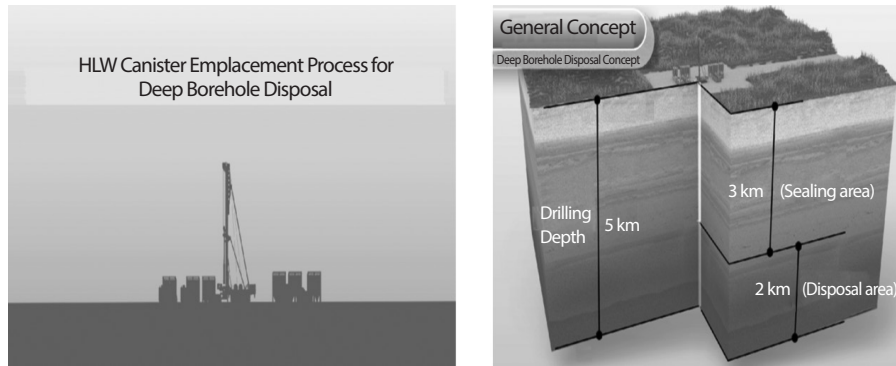 HLW Canister Emplacement Process for
Deep Borehole Disposal
General Concept
Deep Borehole Disposal Concept
Drilling
Depth
5 km
3 km (Sealing area)
2 km (Disposal area)